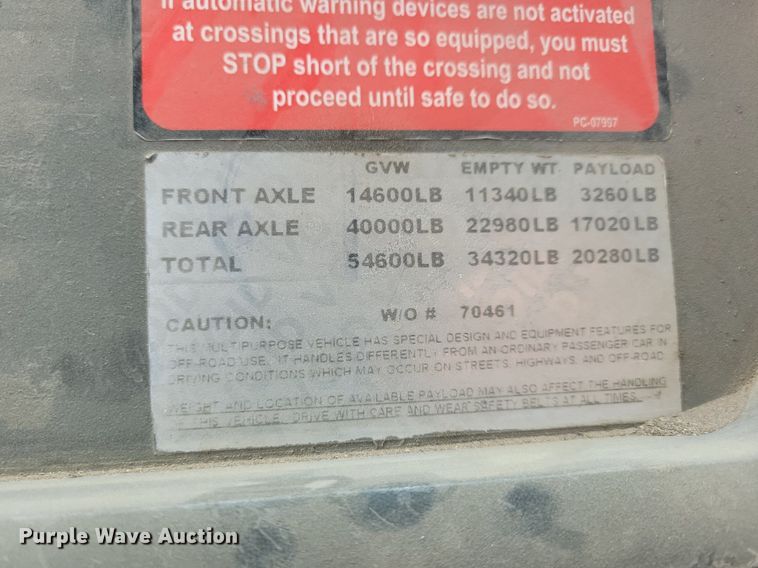 If automatic warning devices are not activated
at crossings that are so equipped, you must
STOP short of the crossing and not
proceed until safe to do so.
PC-07997
GVW EMPTY WT PAYLOAD
FRONT AXLE 14600LB 11340LB 3260LB
REAR AXLE 40000LB 22980LB 17020LB
TOTAL 54600LB 34320LB 20280LB
W/O # 70461
CAUTION:
THIS MULTIPURPOSE VEHICLE HAS SPECIAL DESIGN AND EQUIPMENT FEATURES FOR
OFF-ROAD USE. IT HANDLES DIFFERENTLY FROM AN ORDINARY PASSENGER CAR IN
DRIVING CONDITIONS WHICH MAY OCCUR ON STREETS, HIGHWAYS, AND OFF-ROAD
WEIGHT AND LOCATION OF AVAILABLE PAYLOAD MAY ALSO AFFECT THE HANDLING
OF THIS VEHICLE. DRIVE WITH CARE AND WEAR SAFETY BELTS AT ALL TIMES.
Purple Wave Auction